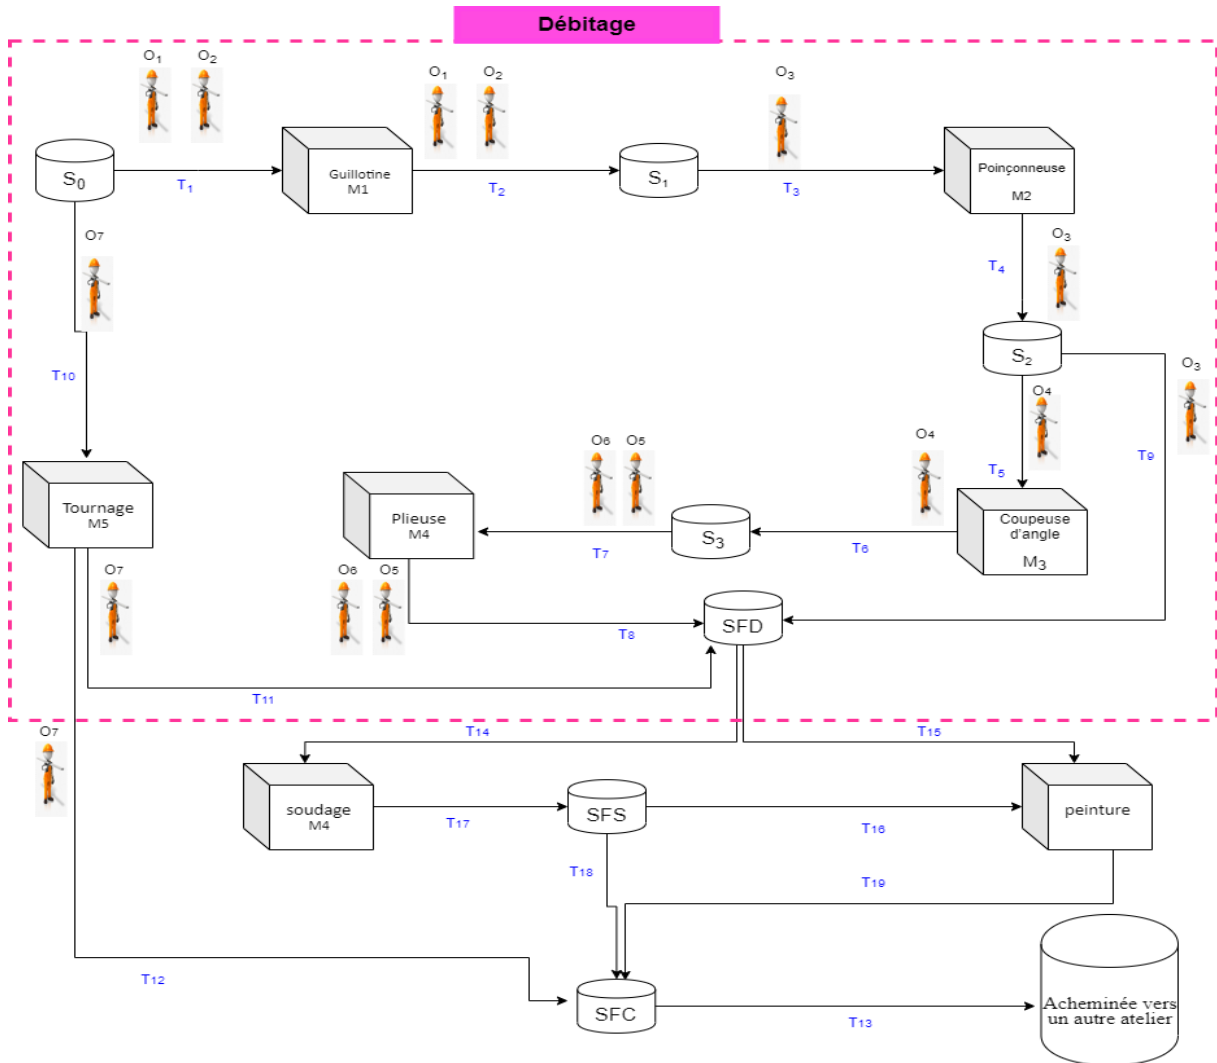 Débitage
O1
O2
O1
O2
O3
S0
T1
Guillotine
M1
T2
S1
T3
Poinçonneuse
M2
O7
T4
O3
S2
T10
O4
O3
O6
O5
O4
T5
T9
Tournage
M5
Plieuse
M4
T7
S3
T6
Coupeuse
d'angle
M3
O7
O6
O5
T8
SFD
T11
O7
T14
T15
soudage
M4
T17
SFS
T16
peinture
T18
T19
T12
SFC
T13
Acheminée vers
un autre atelier